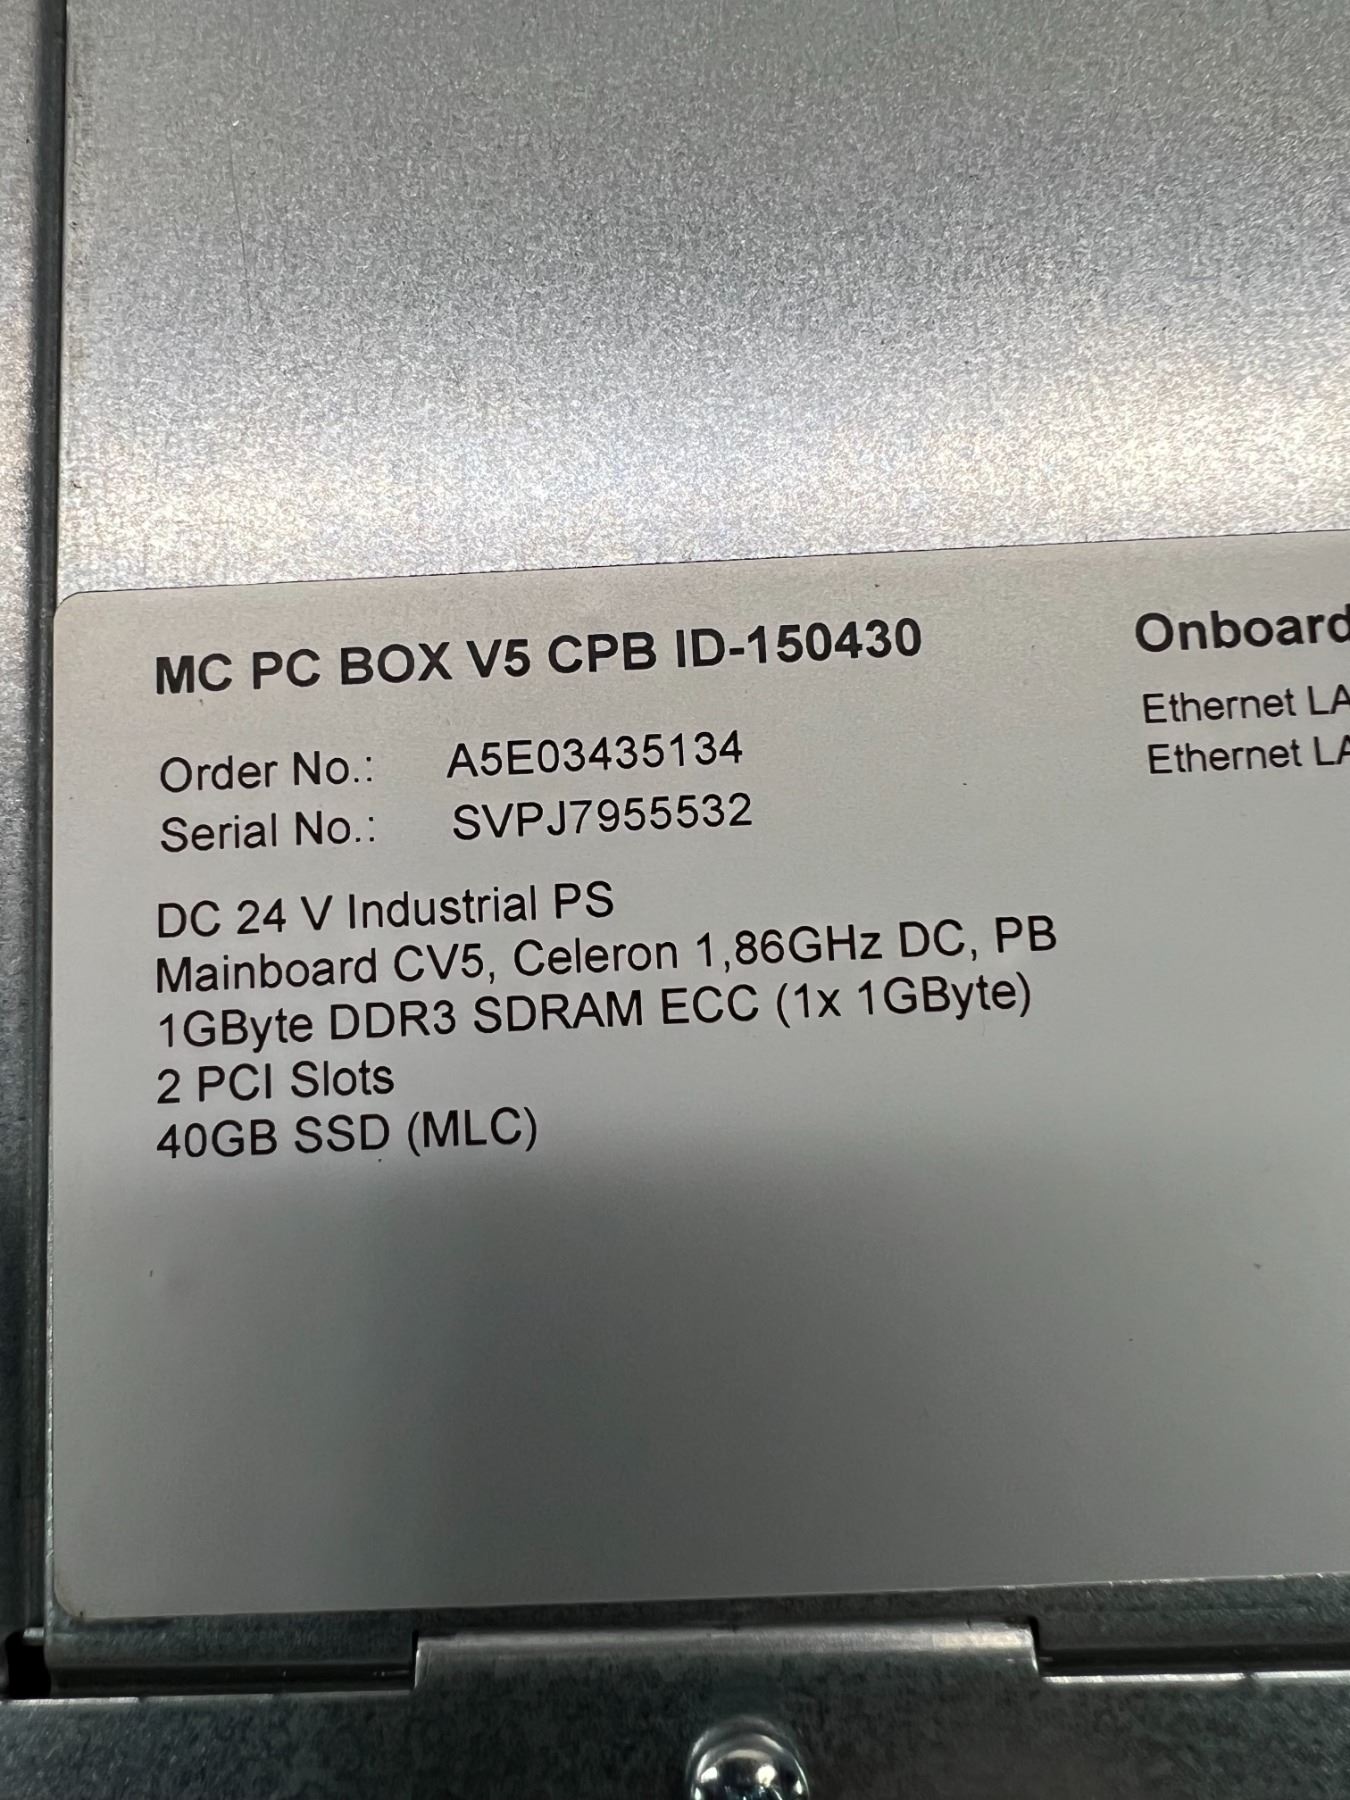 MC PC BOX V5 CPB ID-150430
Order No.: A5E03435134
Serial No.: SVPJ7955532
DC 24 V Industrial PS
Mainboard CV5, Celeron 1,86GHz DC, PB
1GByte DDR3 SDRAM ECC (1x 1GByte)
2 PCI Slots
40GB SSD (MLC)
Onboard
Ethernet
Ethernet